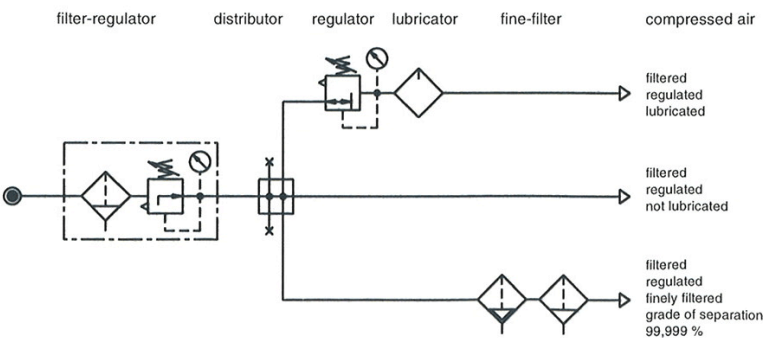 filter-regulator
distributor
regulator
lubricator
fine-filter
compressed air
filtered
regulated
lubricated
filtered
regulated
not lubricated
filtered
regulated
finely filtered
grade of separation
99,999 %